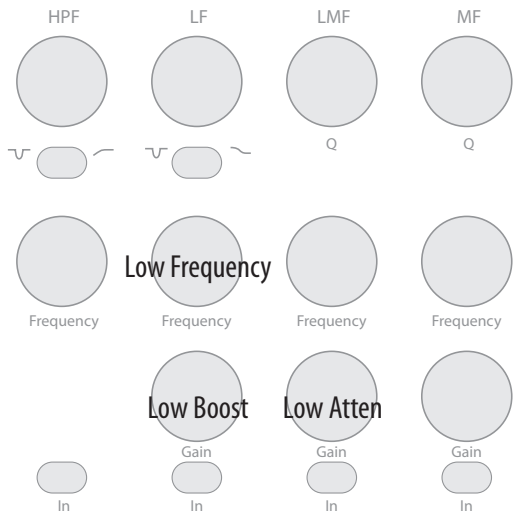 HPF LF LMF MF
Q Q
Low Frequency
Frequency Frequency Frequency Frequency
Low Boost Low Atten
Gain Gain Gain
In In In In